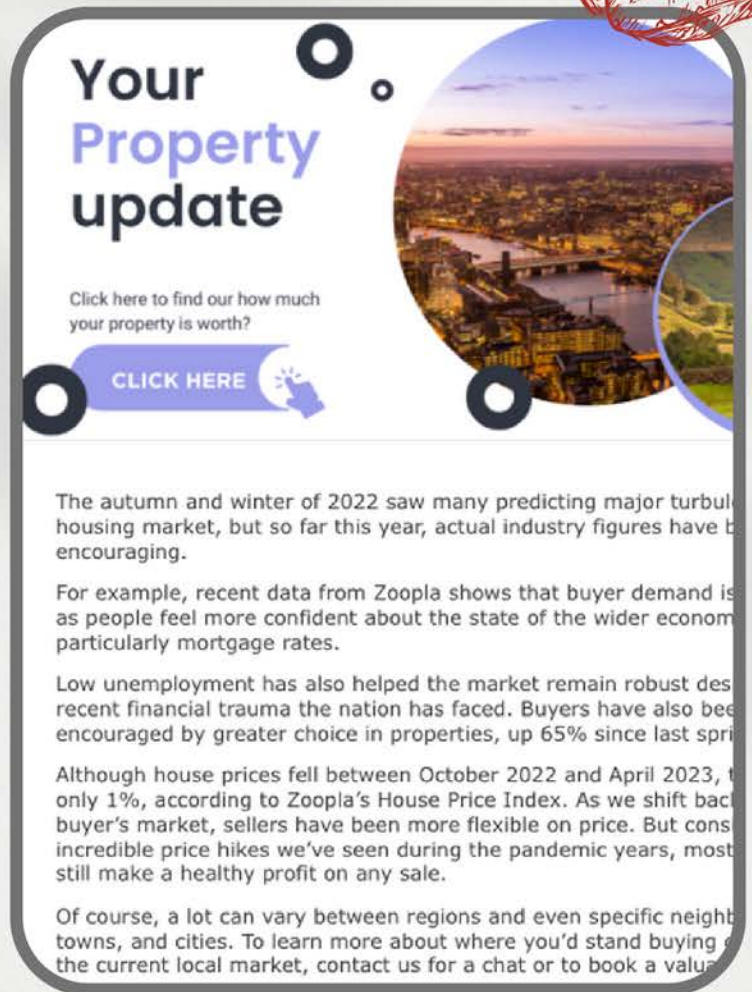 Your
Property
update
Click here to find our how much
your property is worth?
CLICK HERE
The autumn and winter of 2022 saw many predicting major
housing market, but so far this year, actual industry figures have
encouraging.
For example, recent data from Zoopla shows that buyer demand is
as people feel more confident about the state of the wider
particularly mortgage rates.
Low unemployment has also helped the market remain robust
recent financial trauma the nation has faced. Buyers have also
encouraged by greater choice in properties, up 65% since last
Although house prices fell between October 2022 and April 2023,
only 1%, according to Zoopla's House Price Index. As we shift
buyer's market, sellers have been more flexible on price. But
incredible price hikes we've seen during the pandemic years, most
still make a healthy profit on any sale.
Of course, a lot can vary between regions and even specific
towns, and cities. To learn more about where you'd stand buying
the current local market, contact us for a chat or to book a